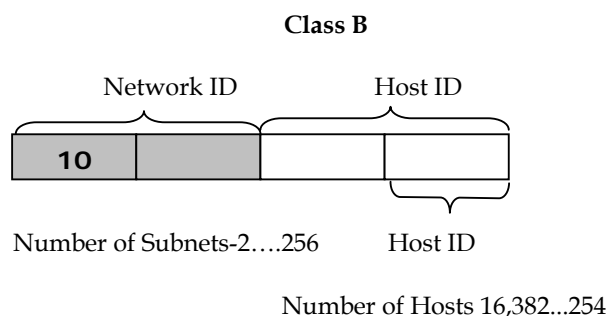 Class B
Network ID Host ID
10
Number of Subnets-2….256 Host ID
Number of Hosts 16,382...254